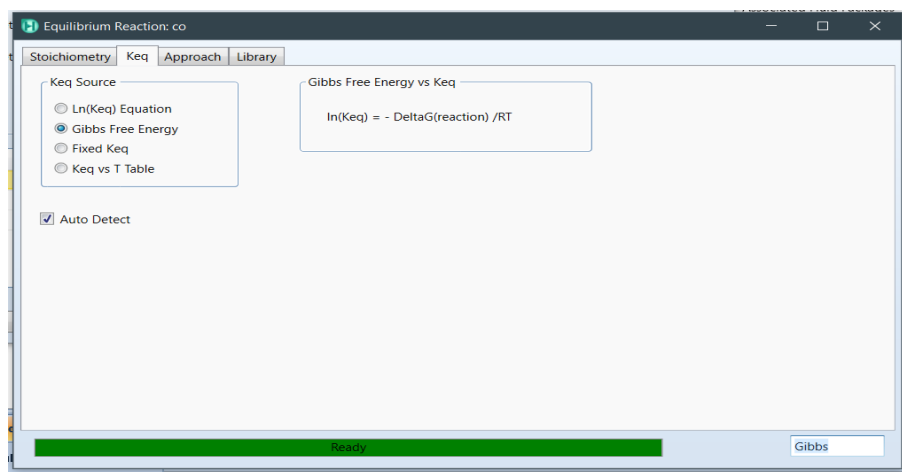 Equilibrium Reaction: co
Stoichiometry Keq Approach Library
Keq Source
Ln(Keq) Equation
Gibbs Free Energy
Fixed Keq
Keq vs T Table
Gibbs Free Energy vs Keq
ln(Keq) = - DeltaG(reaction) /RT
Auto Detect
Ready
Gibbs